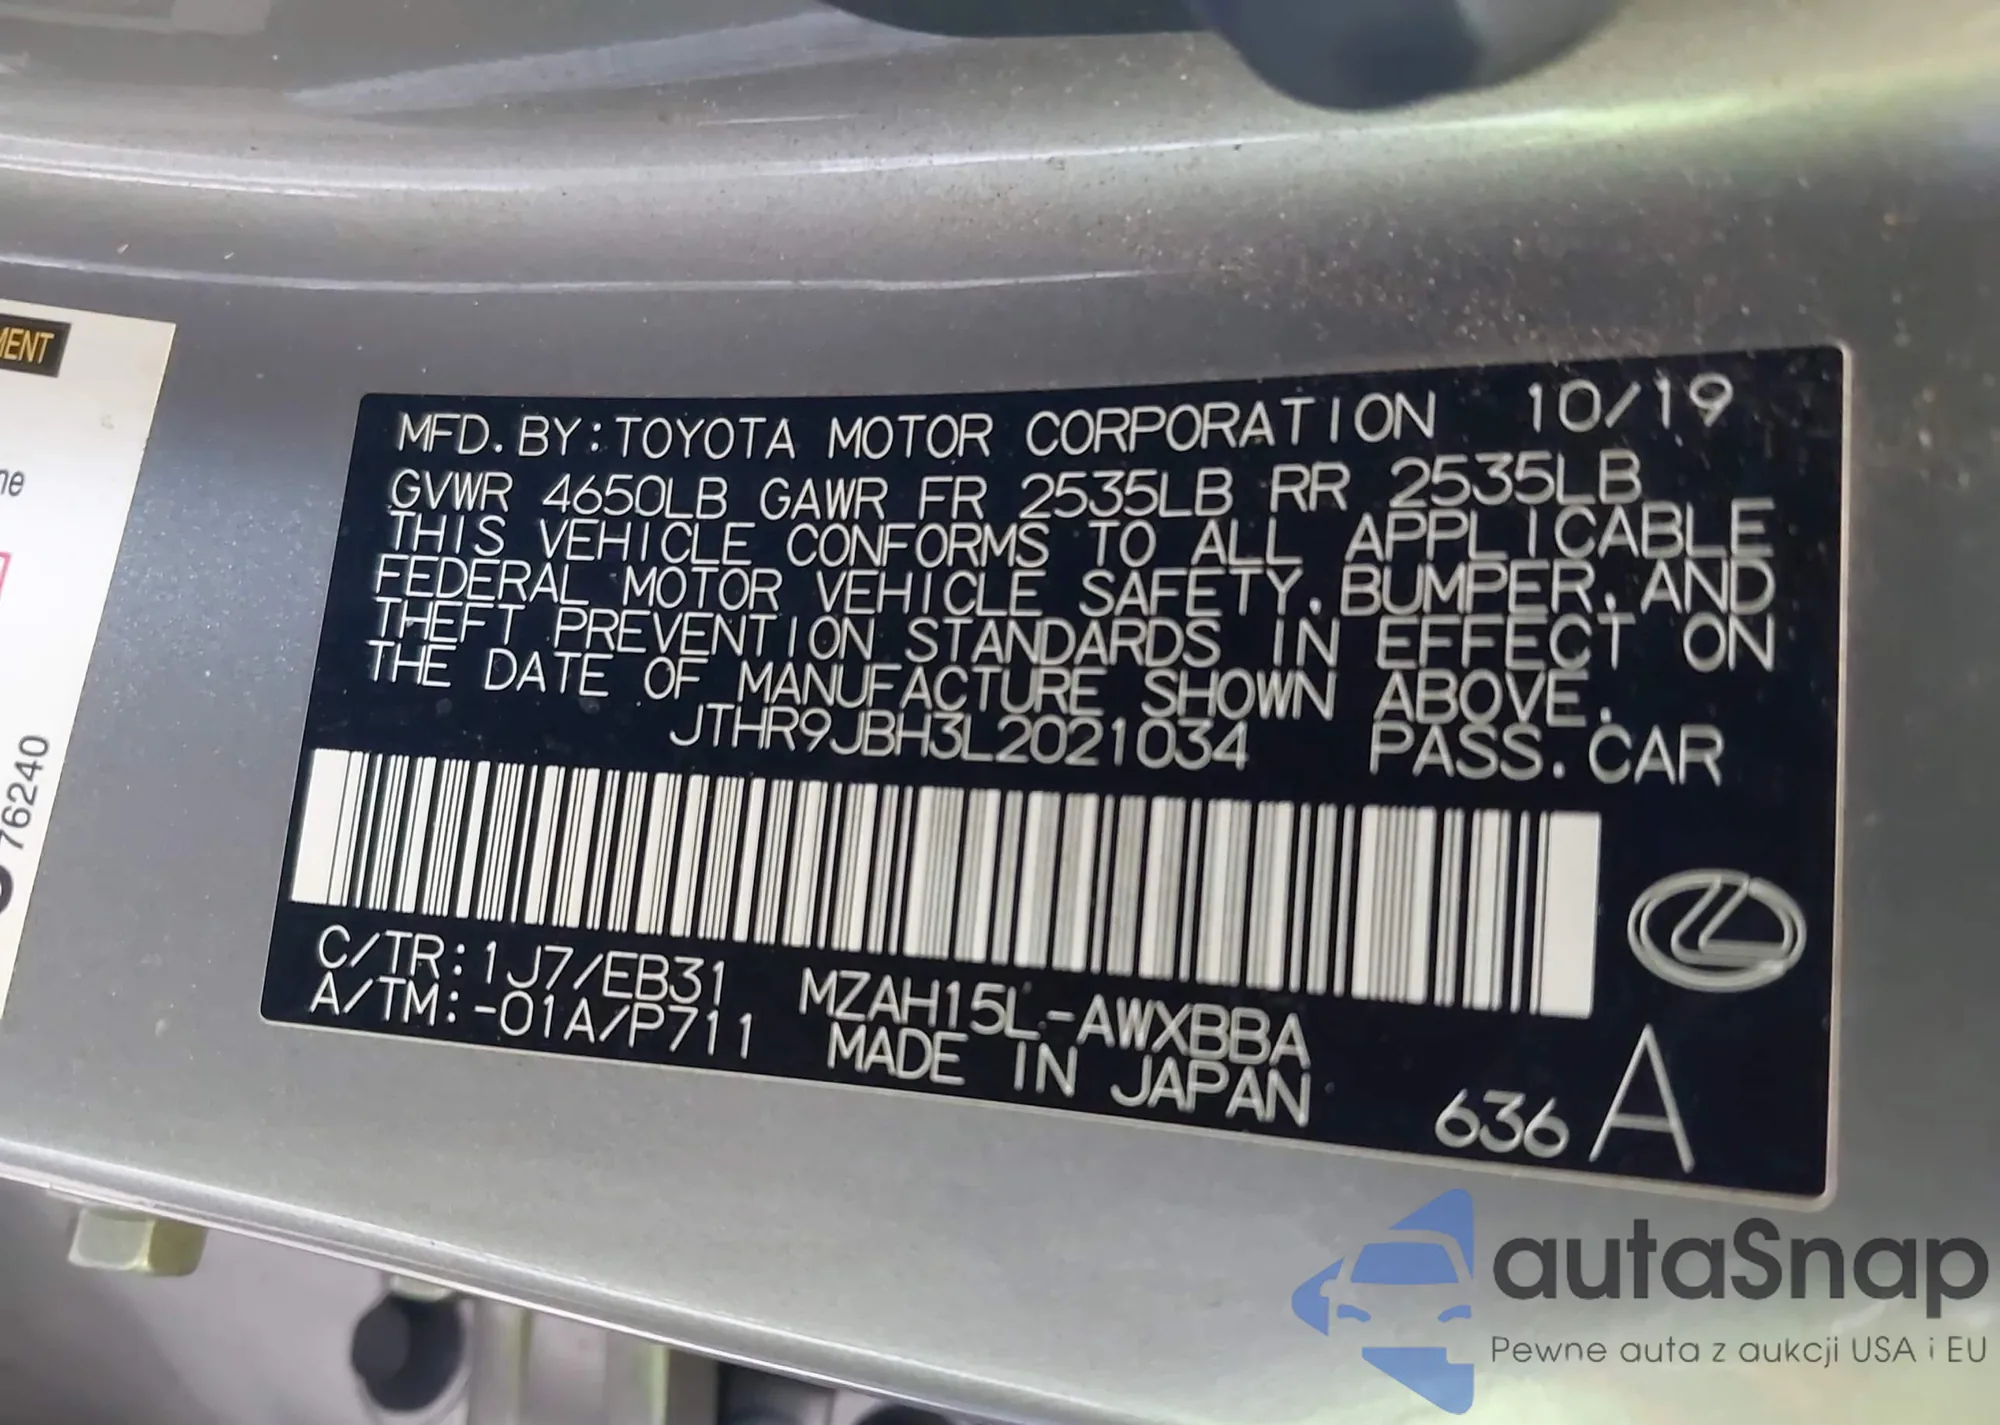 MENT
ne
76240
MFD. BY: TOYOTA MOTOR CORPORATION 10/19
GVWR 4650LB GAWR FR 2535LB RR 2535LB
THIS VEHICLE CONFORMS TO ALL APPLICABLE
FEDERAL MOTOR VEHICLE SAFETY, BUMPER, AND
THEFT PREVENTION STANDARDS IN EFFECT ON
THE DATE OF MANUFACTURE SHOWN ABOVE.
JTHR9JBH3L2021034 PASS. CAR
C/TR: 1J7/EB31 MZAH15L-AWXBBA
A/TM: -01A/P711 MADE IN JAPAN
636 A
autaSnap
Pewne auta z aukcji USA i EU